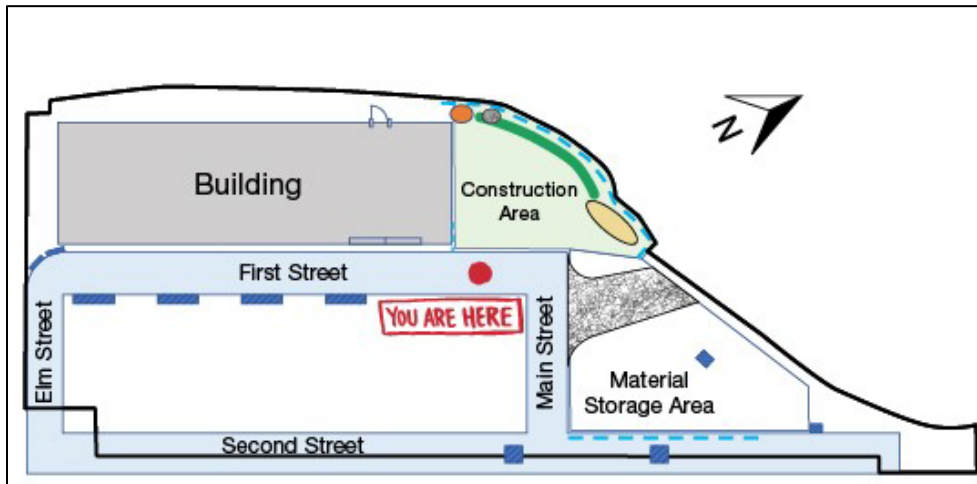 N
Building
Construction
Area
First Street
YOU ARE HERE
Elm Street
Main Street
Material
Storage Area
Second Street